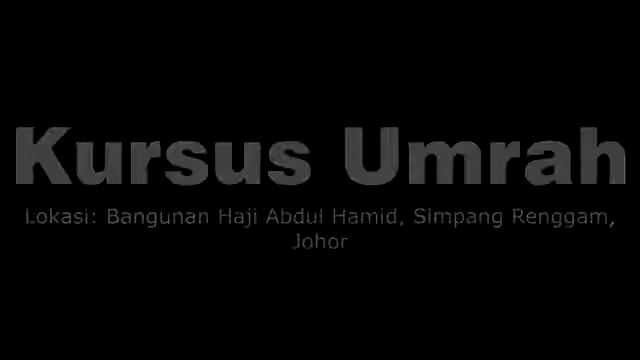 Kursus Umrah
Lokasi: Bangunan Haji Abdul Hamid, Simpang Renggam,
Johor